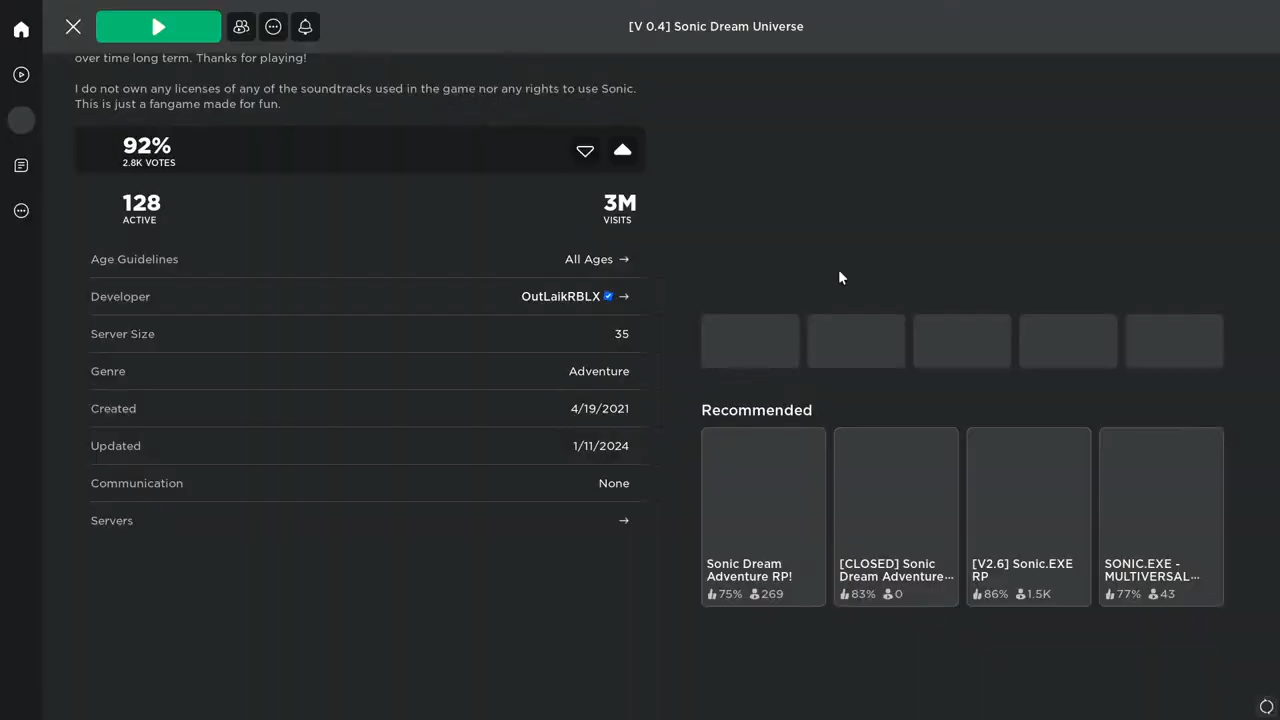 [V 0.4] Sonic Dream Universe
over time long term. Thanks for playing!
I do not own any licenses of any of the soundtracks used in the game nor any rights to use Sonic.
This is just a fangame made for fun.
92%
2.8K VOTES
128
ACTIVE
3M
VISITS
Age Guidelines
All Ages →
Developer
OutLaikRBLX →
Server Size
35
Genre
Adventure
Created
4/19/2021
Updated
1/11/2024
Communication
None
Servers
→
Recommended
Sonic Dream
Adventure RP!
75% 269
[CLOSED] Sonic
Dream Adventure...
83% 0
[V2.6] Sonic.EXE
RP
86% 1.5K
SONIC.EXE -
MULTIVERSAL...
77% 43